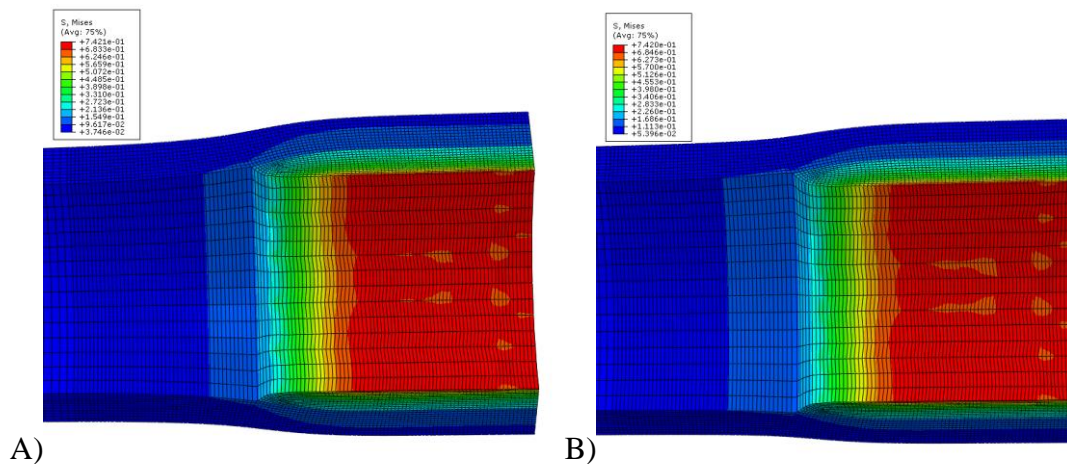 S, Mises
(Avg: 75%)
+7.421e-01
+6.833e-01
+6.246e-01
+5.659e-01
+5.072e-01
+4.485e-01
+3.898e-01
+3.310e-01
+2.723e-01
+2.136e-01
+1.549e-01
+9.617e-02
+3.746e-02
S, Mises
(Avg: 75%)
+7.420e-01
+6.846e-01
+6.273e-01
+5.700e-01
+5.126e-01
+4.553e-01
+3.980e-01
+3.406e-01
+2.833e-01
+2.260e-01
+1.686e-01
+1.113e-01
+5.396e-02
A)
B)